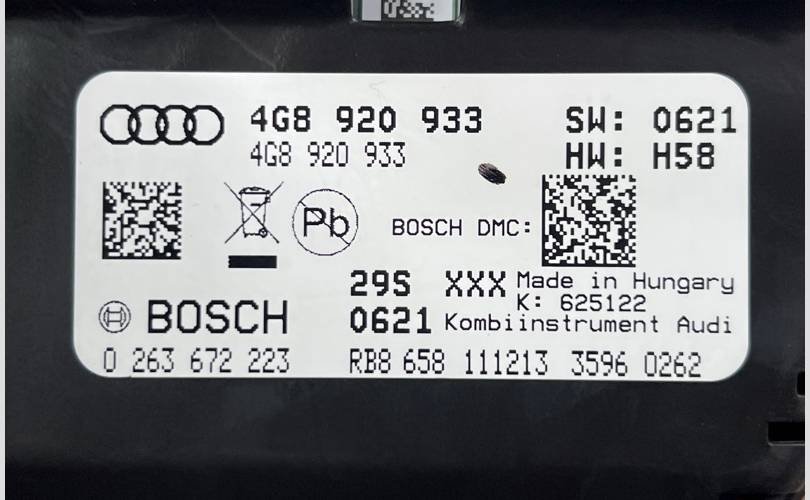 4G8 920 933 SW: 0621
4G8 920 933 HW: H58
Pb BOSCH DMC:
29S XXX Made in Hungary
K: 625122
BOSCH 0621 Kombiinstrument Audi
0 263 672 223 RB8 658 111213 3596 0262